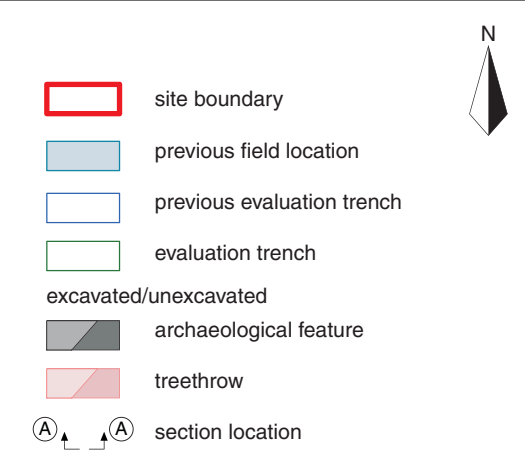 N
site boundary
previous field location
previous evaluation trench
evaluation trench
excavated/unexcavated
archaeological feature
treethrow
A A section location